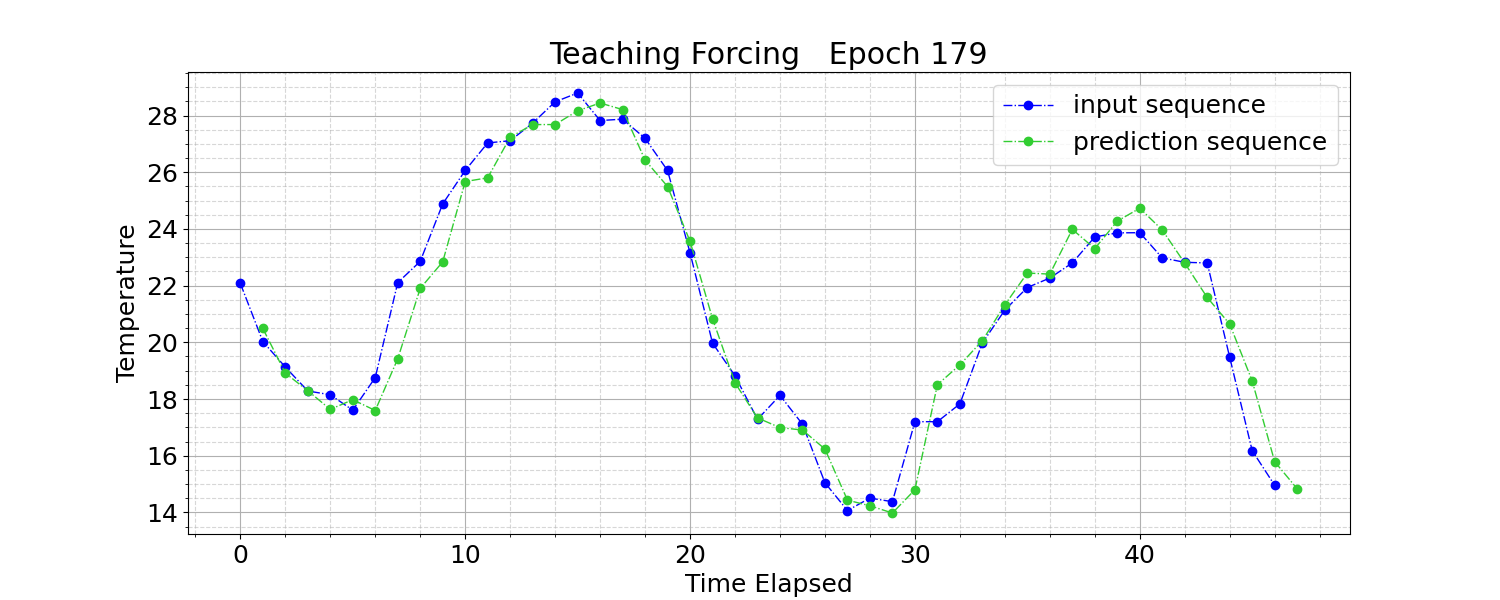 Teaching Forcing   Epoch 179
input sequence
prediction sequence
Temperature
28
26
24
22
20
18
16
14
0 10 20 30 40
Time Elapsed